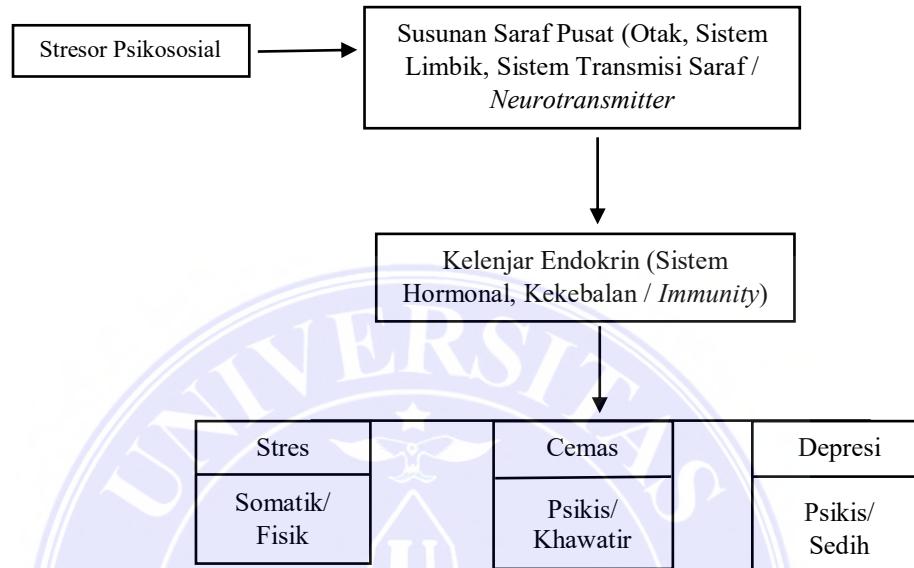 Stresor Psikososial
Susunan Saraf Pusat (Otak, Sistem
Limbik, Sistem Transmisi Saraf /
Neurotransmitter
Kelenjar Endokrin (Sistem
Hormonal, Kekebalan / Immunity)
UNIVERSITAS
Stres
Cemas
Depresi
Somatik/
Fisik
Psikis/
Khawatir
Psikis/
Sedih